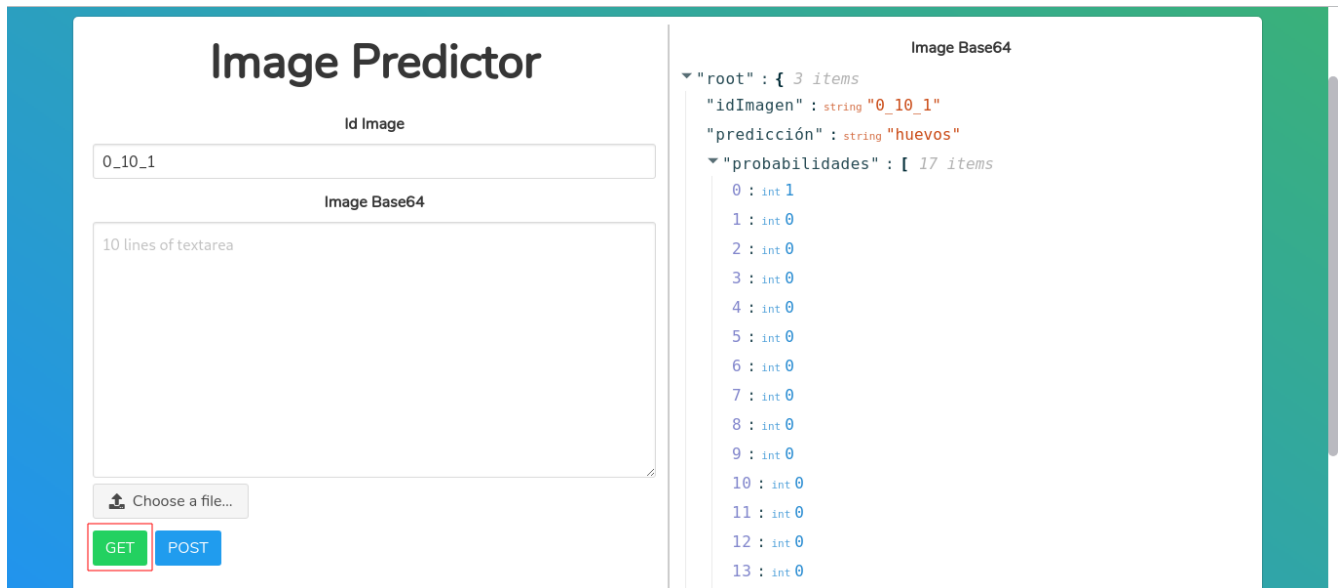 Image Predictor
Id Image
0_10_1
Image Base64
10 lines of textarea
Choose a file...
GET
POST
Image Base64
"root" : { 3 items
"idImagen" : string "0_10_1"
"predicción" : string "huevos"
"probabilidades" : [ 17 items
0 : int 1
1 : int 0
2 : int 0
3 : int 0
4 : int 0
5 : int 0
6 : int 0
7 : int 0
8 : int 0
9 : int 0
10 : int 0
11 : int 0
12 : int 0
13 : int 0